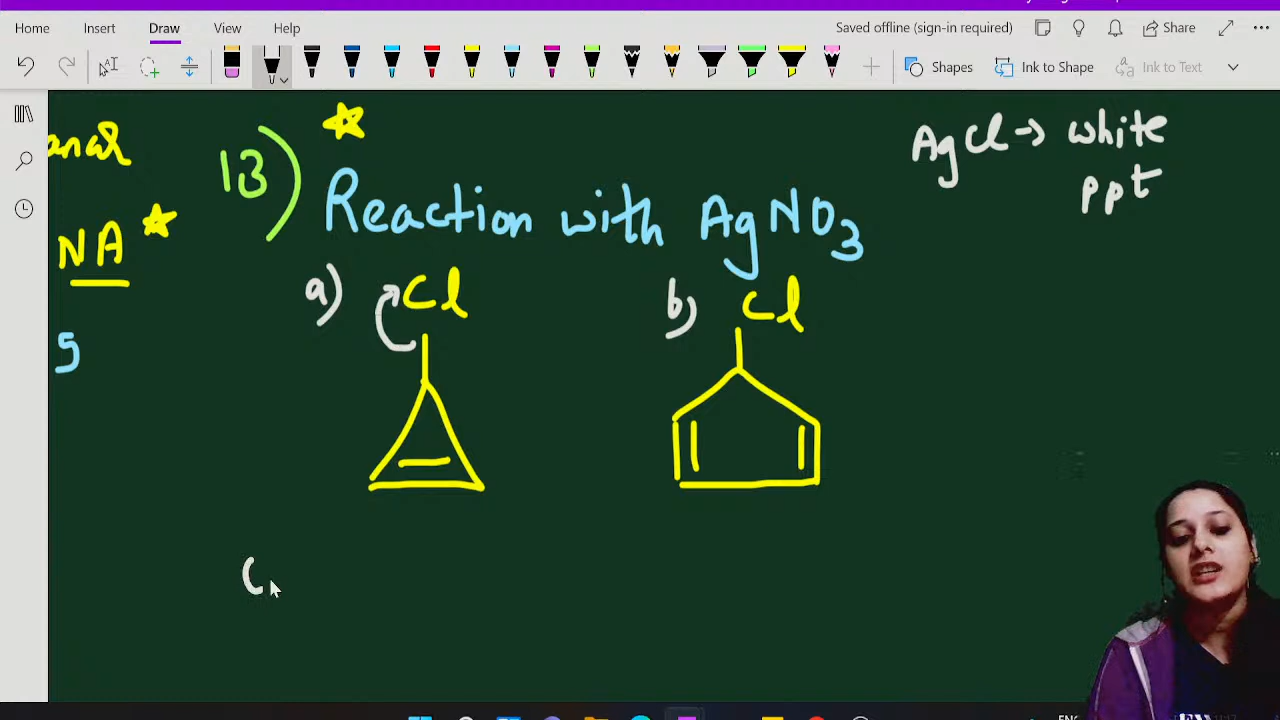 Home Insert Draw View Help Saved offline (sign-in required) Share
Shapes Ink to Shape Ink to Text
13)
Reaction with AgNO3
AgCl → white
ppt
NA
5
a) Cl
b) Cl
C